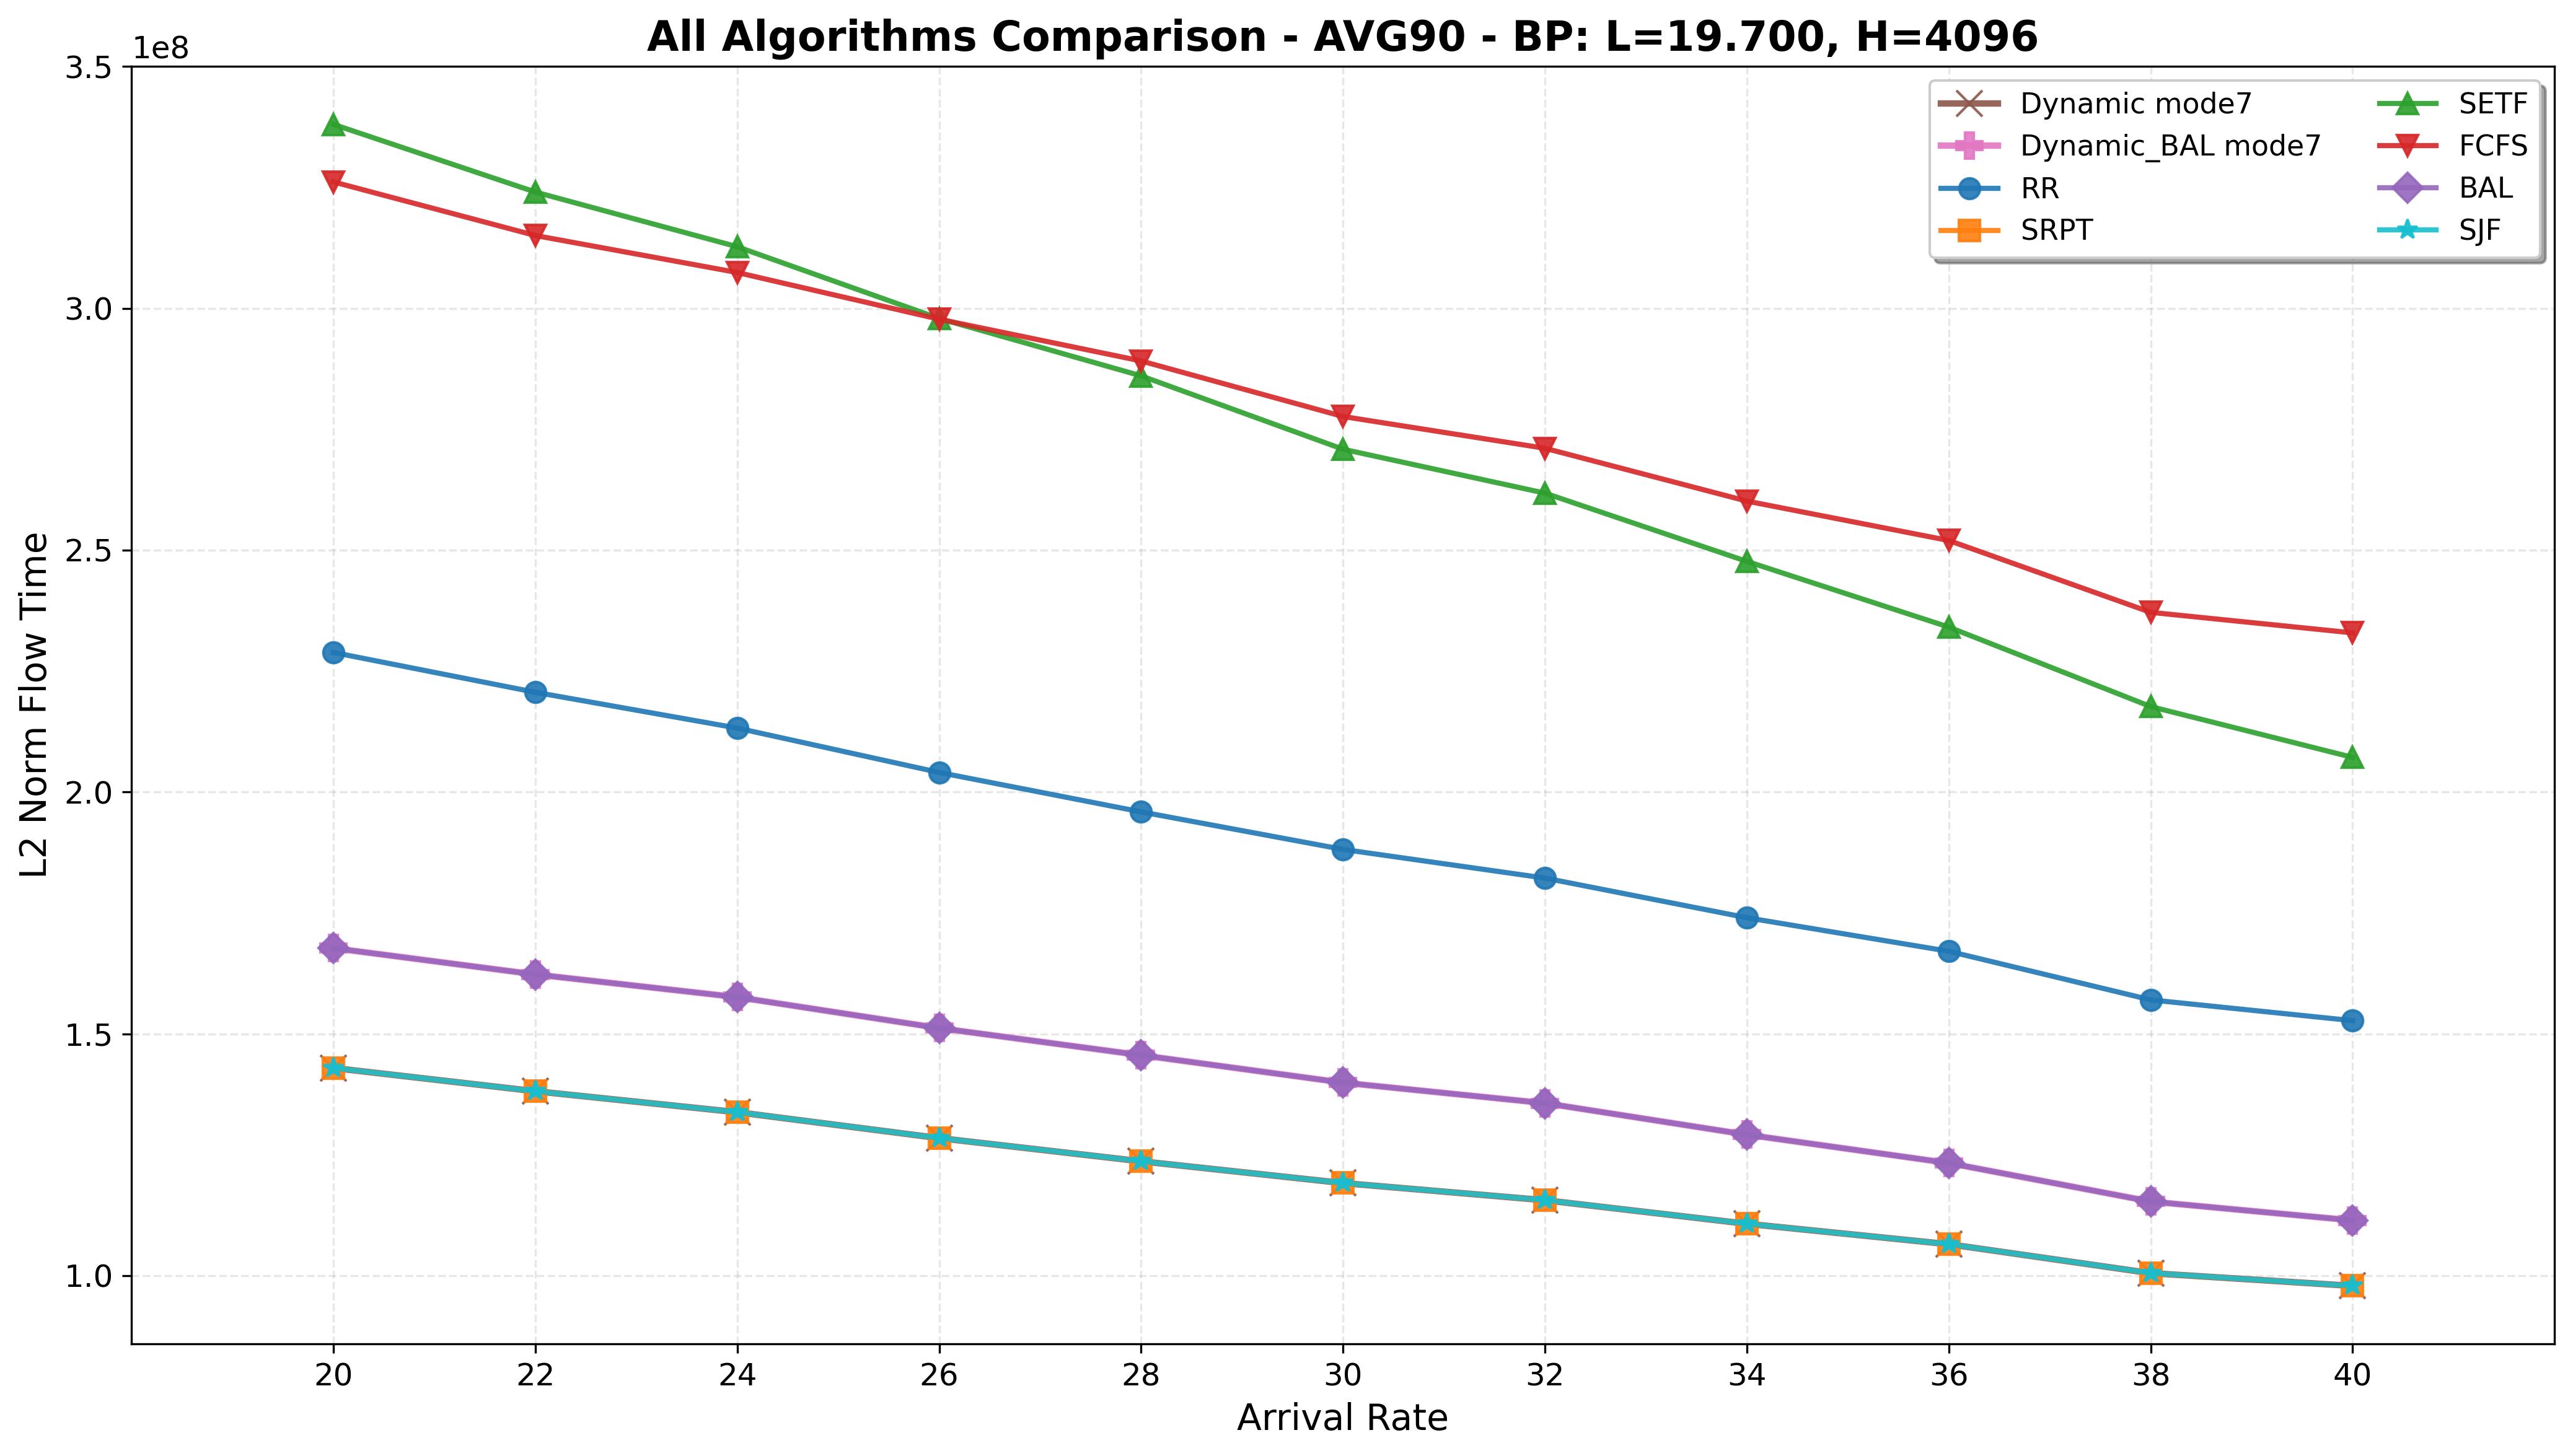 All Algorithms Comparison - AVG90 - BP: L=19.700, H=4096
1e8
3.5
3.0
2.5
2.0
1.5
1.0
L2 Norm Flow Time
Dynamic mode7
Dynamic_BAL mode7
RR
SRPT
SETF
FCFS
BAL
SJF
20 22 24 26 28 30 32 34 36 38 40
Arrival Rate